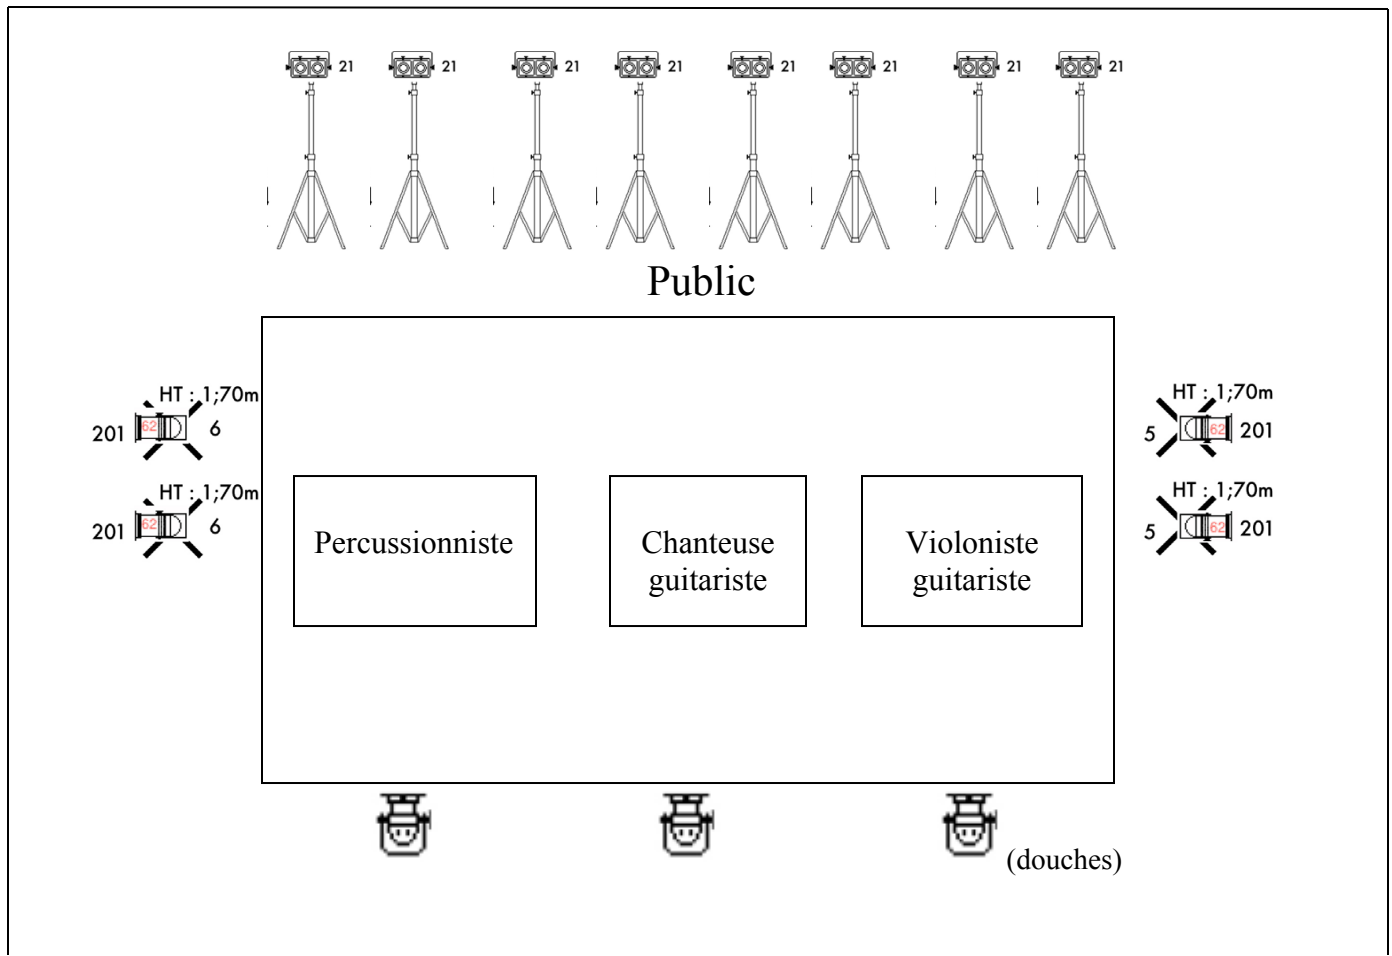 21 21 21 21 21 21 21 21
Public
HT : 1;70m
201 62 6
HT : 1;70m
201 62 6
HT : 1;70m
5 62 201
HT : 1;70m
5 62 201
Percussionniste
Chanteuse
guitariste
Violoniste
guitariste
(douches)